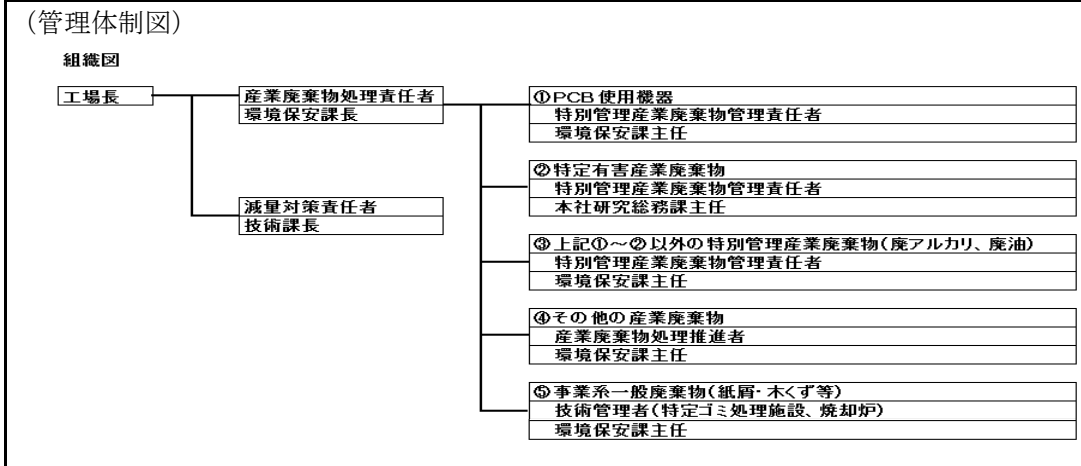 (管理体制図)
組織図
工場長
産業廃棄物処理責任者
環境保安課長
減量対策責任者
技術課長
①PCB使用機器
特別管理産業廃棄物管理責任者
環境保安課主任
②特定有害産業廃棄物
特別管理産業廃棄物管理責任者
本社研究総務課主任
③上記①~②以外の特別管理産業廃棄物(廃アルカリ、廃油)
特別管理産業廃棄物管理責任者
環境保安課主任
④その他の産業廃棄物
産業廃棄物処理推進者
環境保安課主任
⑤事業系一般廃棄物(紙屑・木くず等)
技術管理者(特定ゴミ処理施設、焼却炉)
環境保安課主任